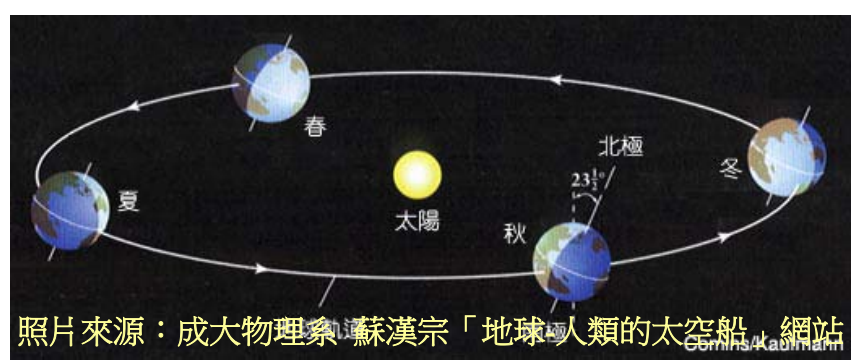 春
北極
23½°
冬
夏
太陽
秋
照片來源：成大物理系 蘇漢宗「地球-人類的太空船」網站
Comins/Kaufmann